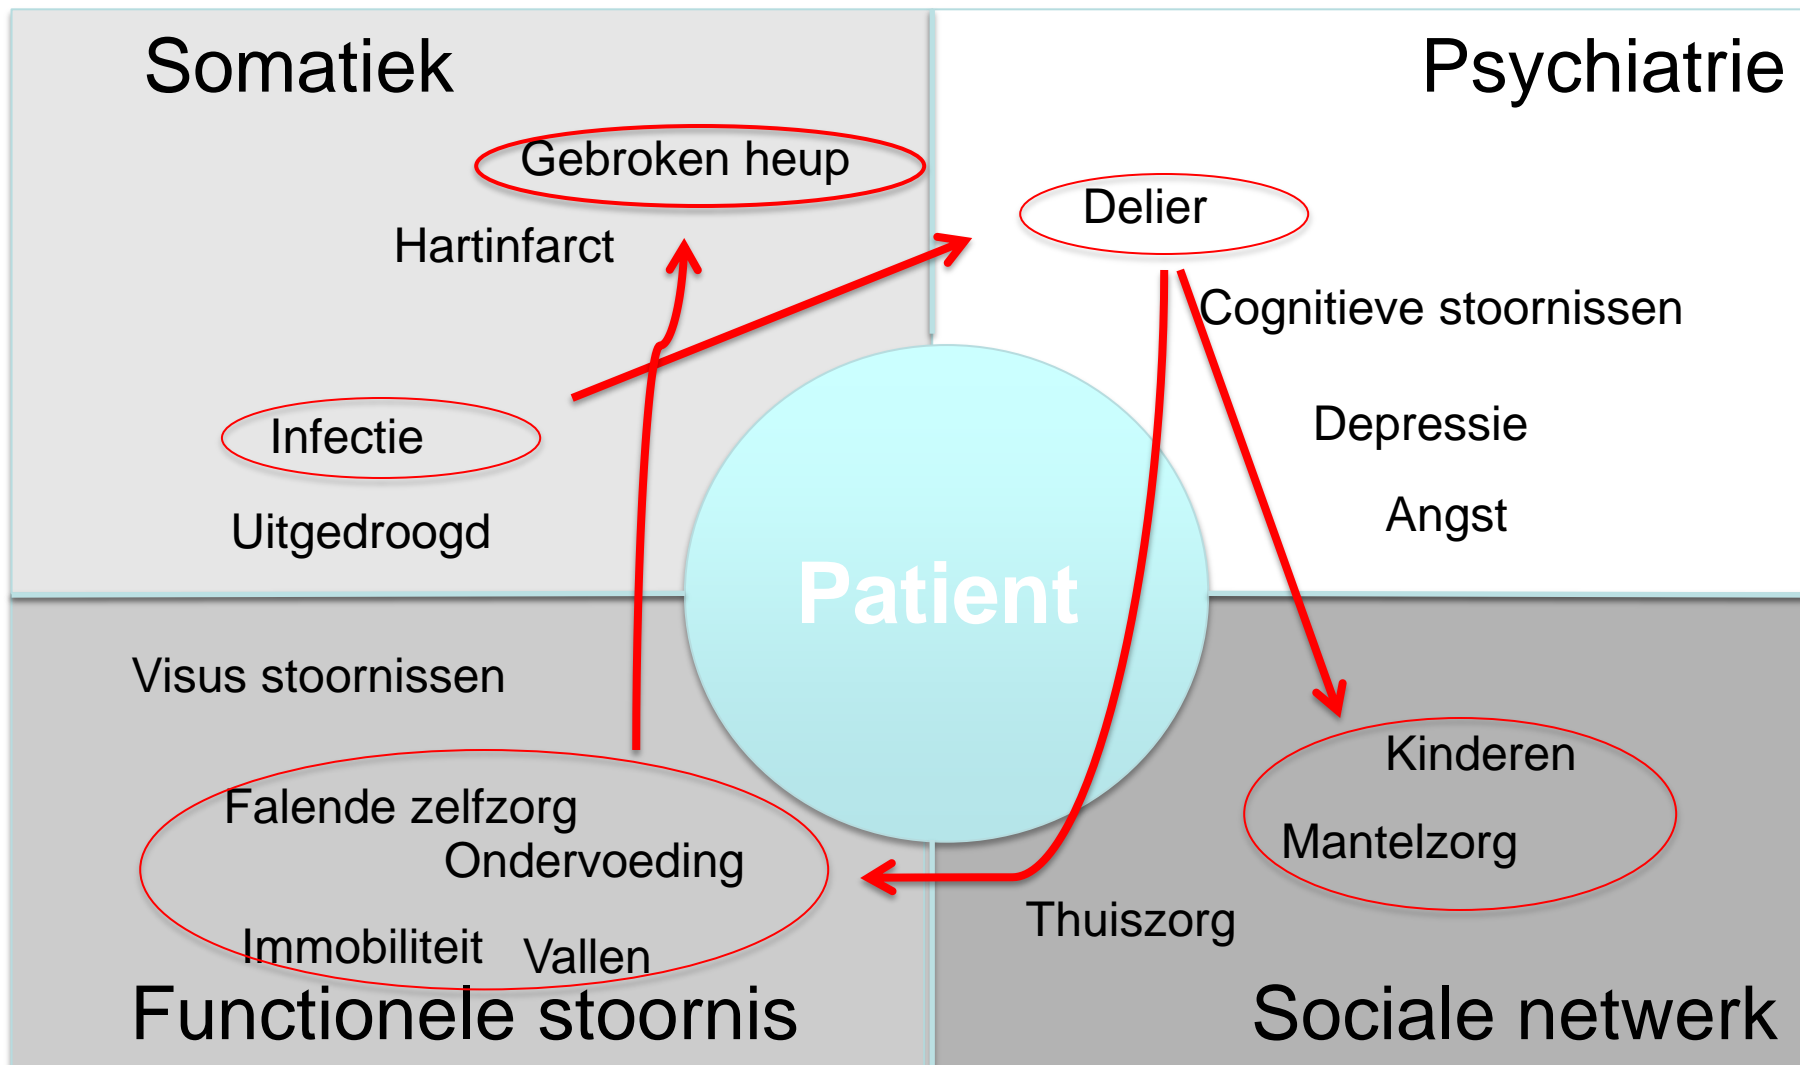 Somatiek
Gebroken heup
Hartinfarct
Infectie
Uitgedroogd
Psychiatrie
Delier
Cognitieve stoornissen
Depressie
Angst
Patient
Visus stoornissen
Falende zelfzorg
Ondervoeding
Immobiliteit
Vallen
Functionele stoornis
Kinderen
Mantelzorg
Thuiszorg
Sociale netwerk